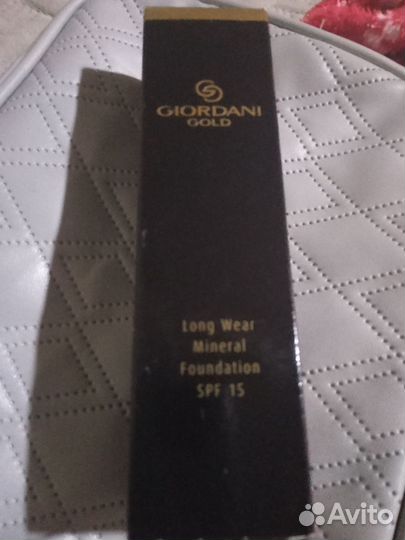 GIORDANI
GOLD
Long Wear
Mineral
Foundation
SPF 15
Avito